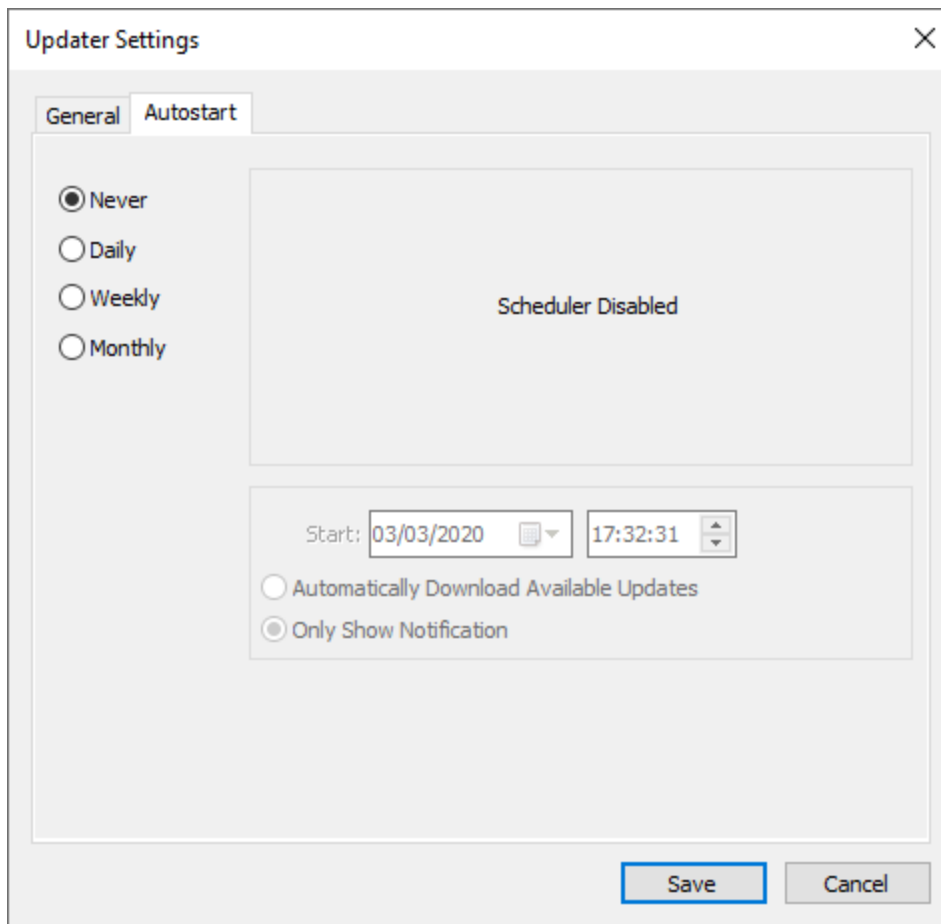 Updater Settings
General Autostart
Never
Daily
Weekly
Monthly
Scheduler Disabled
Start: 03/03/2020 17:32:31
Automatically Download Available Updates
Only Show Notification
Save Cancel